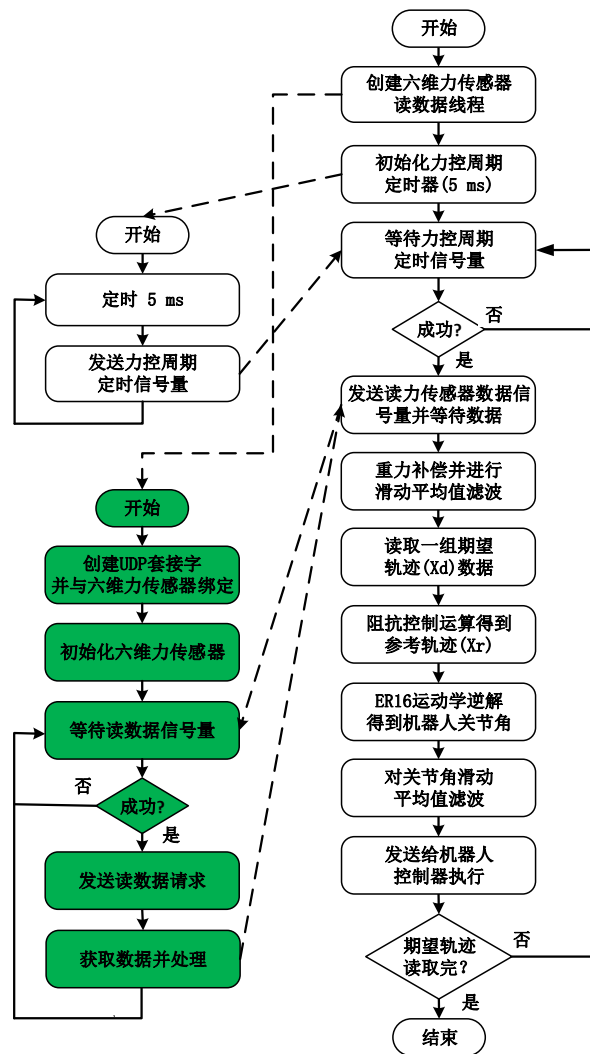 开始
创建六维力传感器
读数据线程
初始化力控周期
定时器(5 ms)
等待力控周期
定时信号量
成功?
否
是
发送读力传感器数据信
号量并等待数据
重力补偿并进行
滑动平均值滤波
读取一组期望
轨迹(Xd)数据
阻抗控制运算得到
参考轨迹(Xr)
ER16运动学逆解
得到机器人关节角
对关节角滑动
平均值滤波
发送给机器人
控制器执行
期望轨迹
读取完?
否
是
结束
开始
定时 5 ms
发送力控周期
定时信号量
开始
创建UDP套接字
并与六维力传感器绑定
初始化六维力传感器
等待读数据信号量
否
成功?
是
发送读数据请求
获取数据并处理